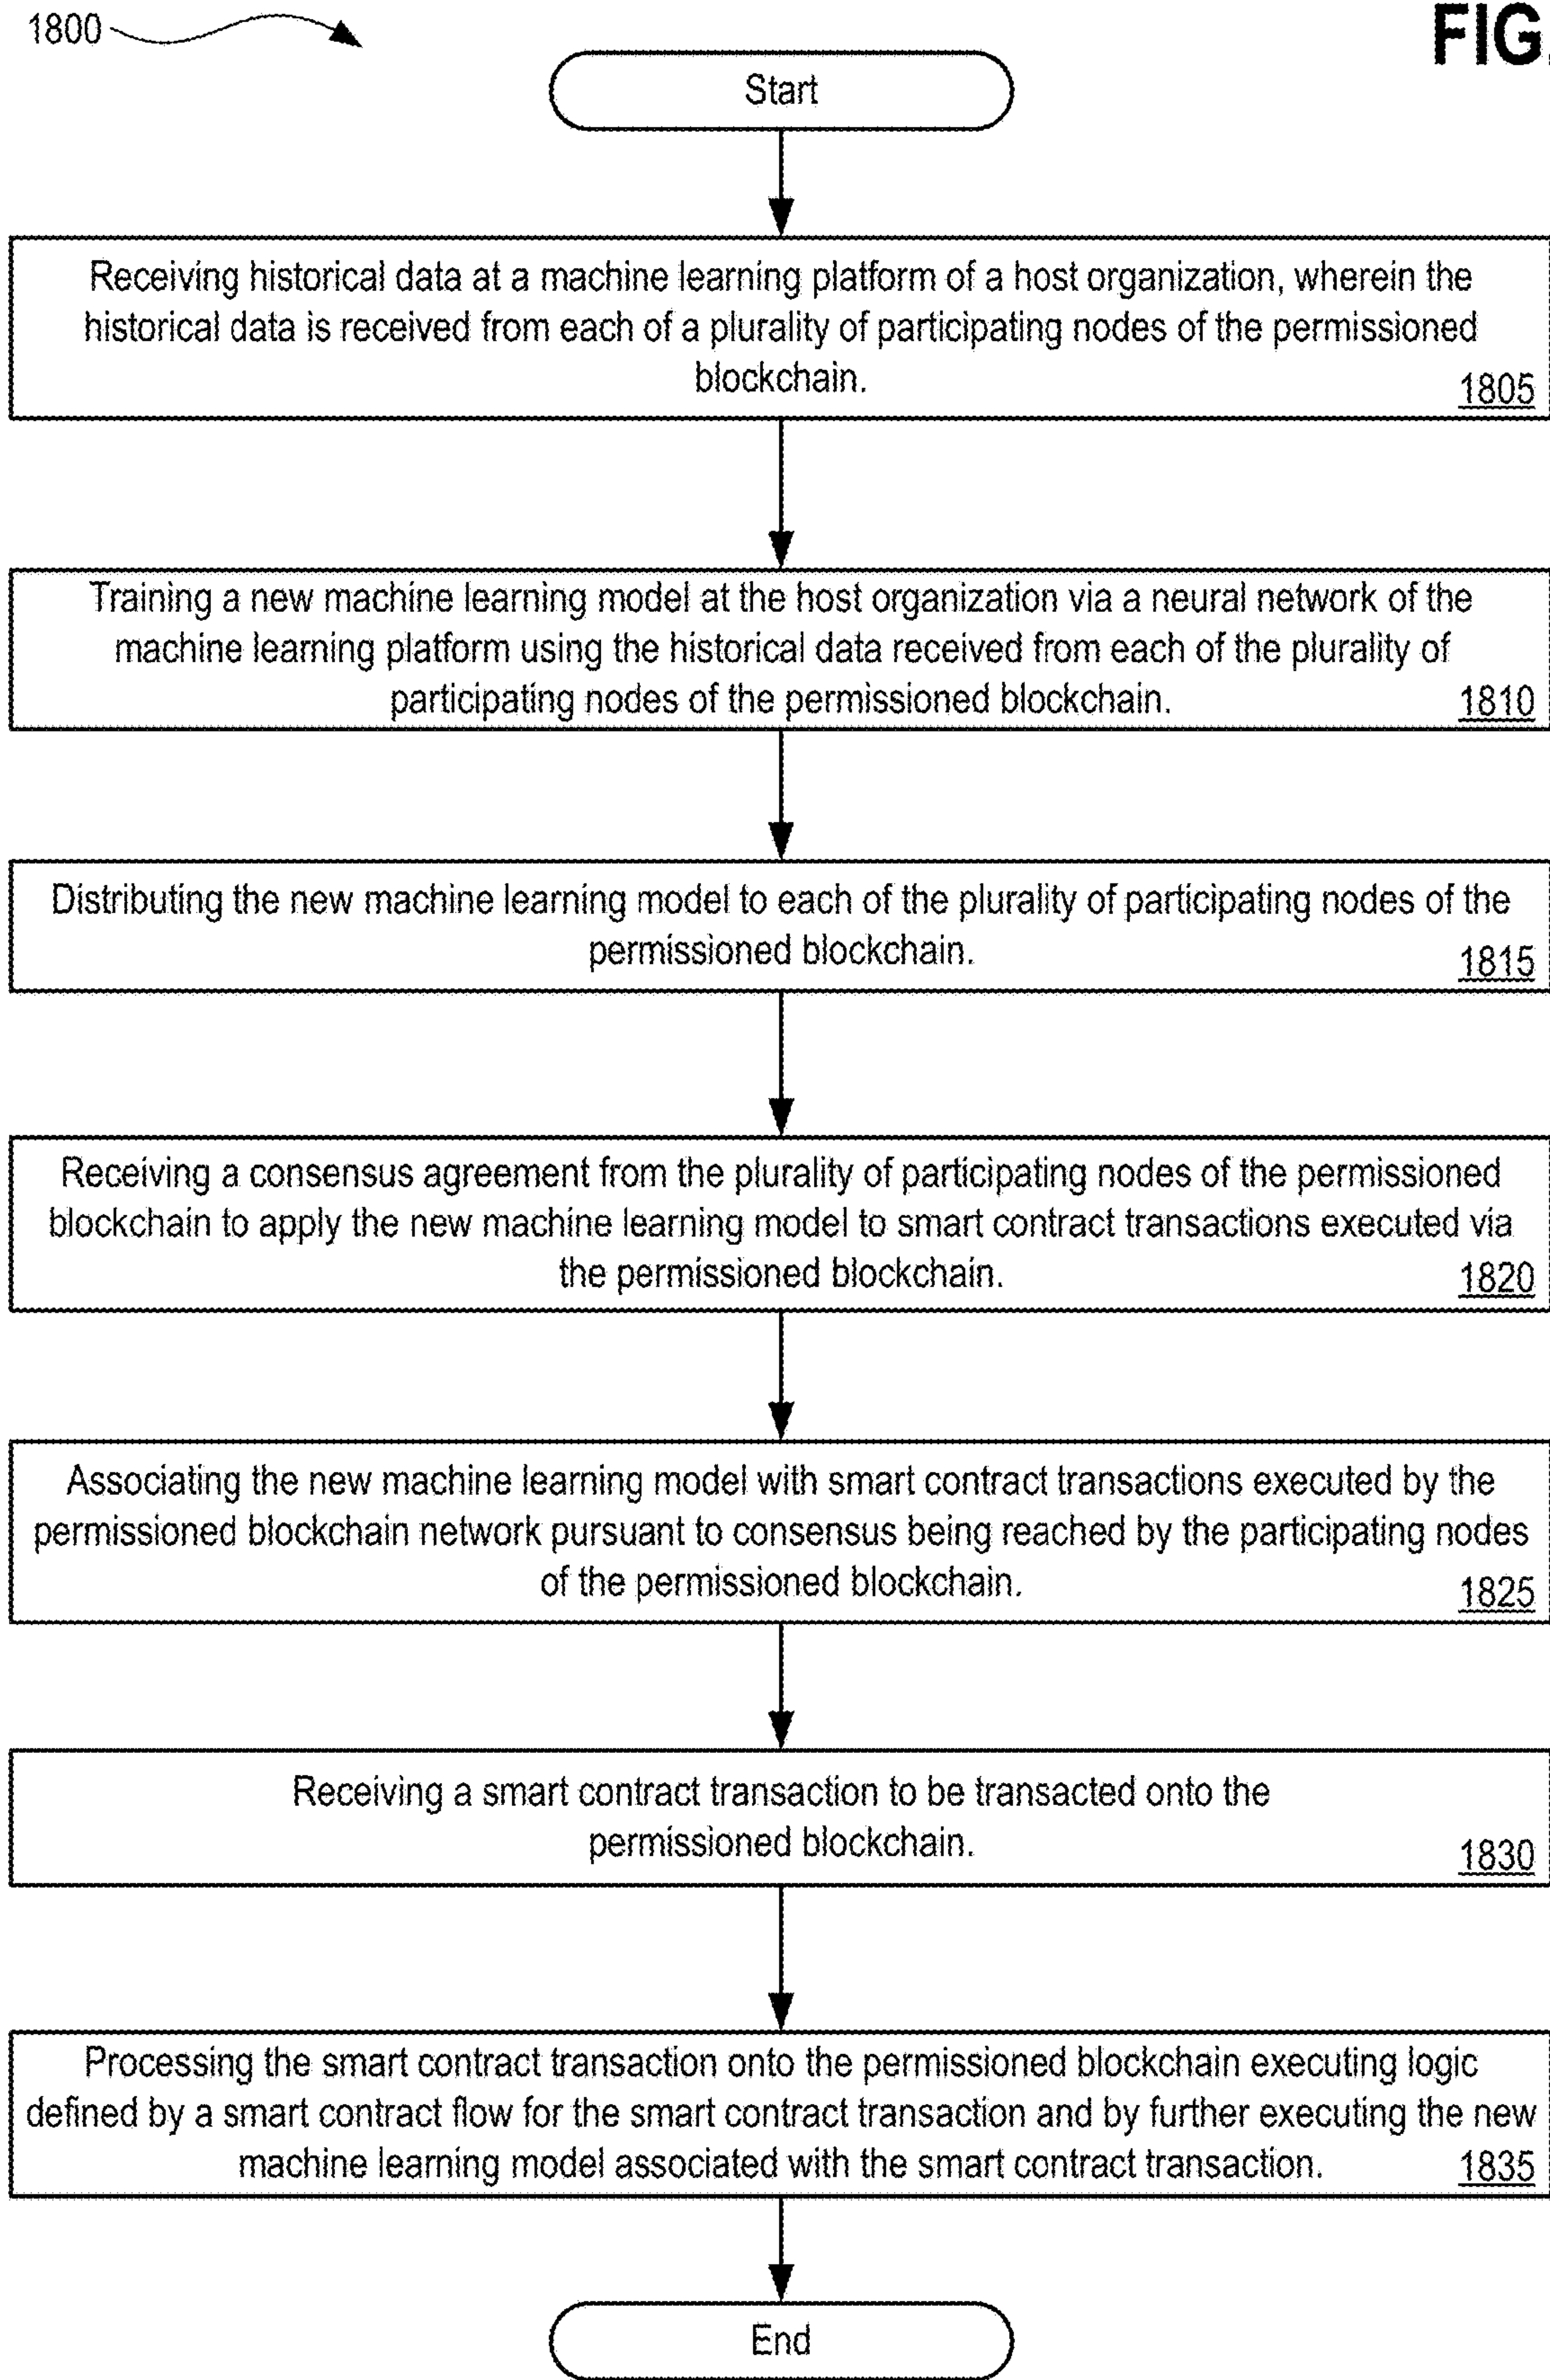 1800
FIG.
Start
Receiving historical data at a machine learning platform of a host organization, wherein the
historical data is received from each of a plurality of participating nodes of the permissioned
blockchain.
1805
Training a new machine learning model at the host organization via a neural network of the
machine learning platform using the historical data received from each of the plurality of
participating nodes of the permissioned blockchain.
1810
Distributing the new machine learning model to each of the plurality of participating nodes of the
permissioned blockchain.
1815
Receiving a consensus agreement from the plurality of participating nodes of the permissioned
blockchain to apply the new machine learning model to smart contract transactions executed via
the permissioned blockchain.
1820
Associating the new machine learning model with smart contract transactions executed by the
permissioned blockchain network pursuant to consensus being reached by the participating nodes
of the permissioned blockchain.
1825
Receiving a smart contract transaction to be transacted onto the
permissioned blockchain.
1830
Processing the smart contract transaction onto the permissioned blockchain executing logic
defined by a smart contract flow for the smart contract transaction and by further executing the new
machine learning model associated with the smart contract transaction.
1835
End